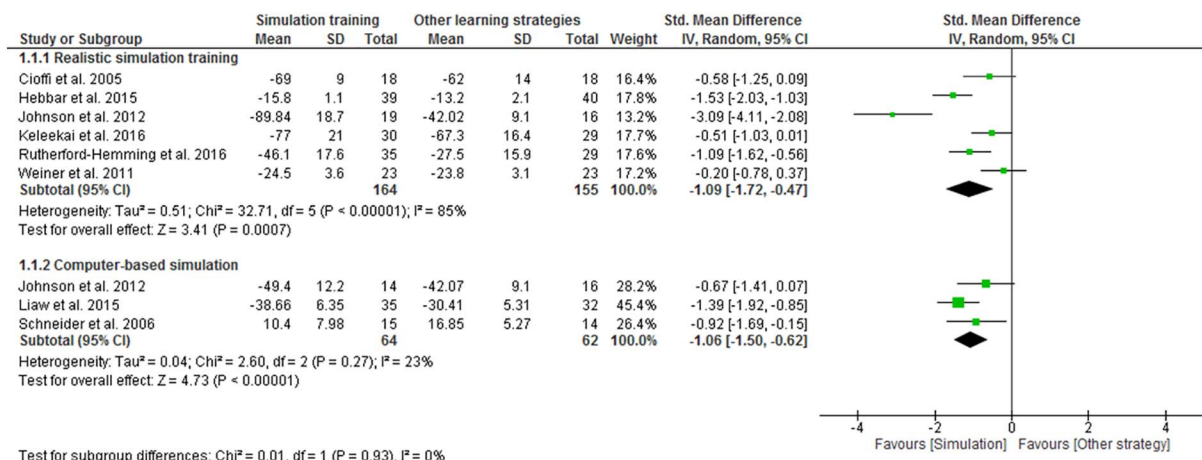 Simulation training Other learning strategies Std. Mean Difference Std. Mean Difference
Study or Subgroup Mean SD Total Mean SD Total Weight IV, Random, 95% CI IV, Random, 95% CI
1.1.1 Realistic simulation training
Cioffi et al. 2005 -69 9 18 -62 14 18 16.4% -0.58 [-1.25, 0.09]
Hebbar et al. 2015 -15.8 1.1 39 -13.2 2.1 40 17.8% -1.53 [-2.03, -1.03]
Johnson et al. 2012 -89.84 18.7 19 -42.02 9.1 16 13.2% -3.09 [-4.11, -2.08]
Keleekai et al. 2016 -77 21 30 -67.3 16.4 29 17.7% -0.51 [-1.03, 0.01]
Rutherford-Hemming et al. 2016 -46.1 17.6 35 -27.5 15.9 29 17.6% -1.09 [-1.62, -0.56]
Weiner et al. 2011 -24.5 3.6 23 -23.8 3.1 23 17.2% -0.20 [-0.78, 0.37]
Subtotal (95% CI) 164 155 100.0% -1.09 [-1.72, -0.47]
Heterogeneity: Tau² = 0.51; Chi² = 32.71, df = 5 (P < 0.00001); I² = 85%
Test for overall effect: Z = 3.41 (P = 0.0007)
1.1.2 Computer-based simulation
Johnson et al. 2012 -49.4 12.2 14 -42.07 9.1 16 28.2% -0.67 [-1.41, 0.07]
Liaw et al. 2015 -38.66 6.35 35 -30.41 5.31 32 45.4% -1.39 [-1.92, -0.85]
Schneider et al. 2006 10.4 7.98 15 16.85 5.27 14 26.4% -0.92 [-1.69, -0.15]
Subtotal (95% CI) 64 62 100.0% -1.06 [-1.50, -0.62]
Heterogeneity: Tau² = 0.04; Chi² = 2.60, df = 2 (P = 0.27); I² = 23%
Test for overall effect: Z = 4.73 (P < 0.00001)
-4 -2 0 2 4
Favours [Simulation] Favours [Other strategy]
Test for subgroup differences: Chi² = 0.01, df = 1 (P = 0.93), I² = 0%